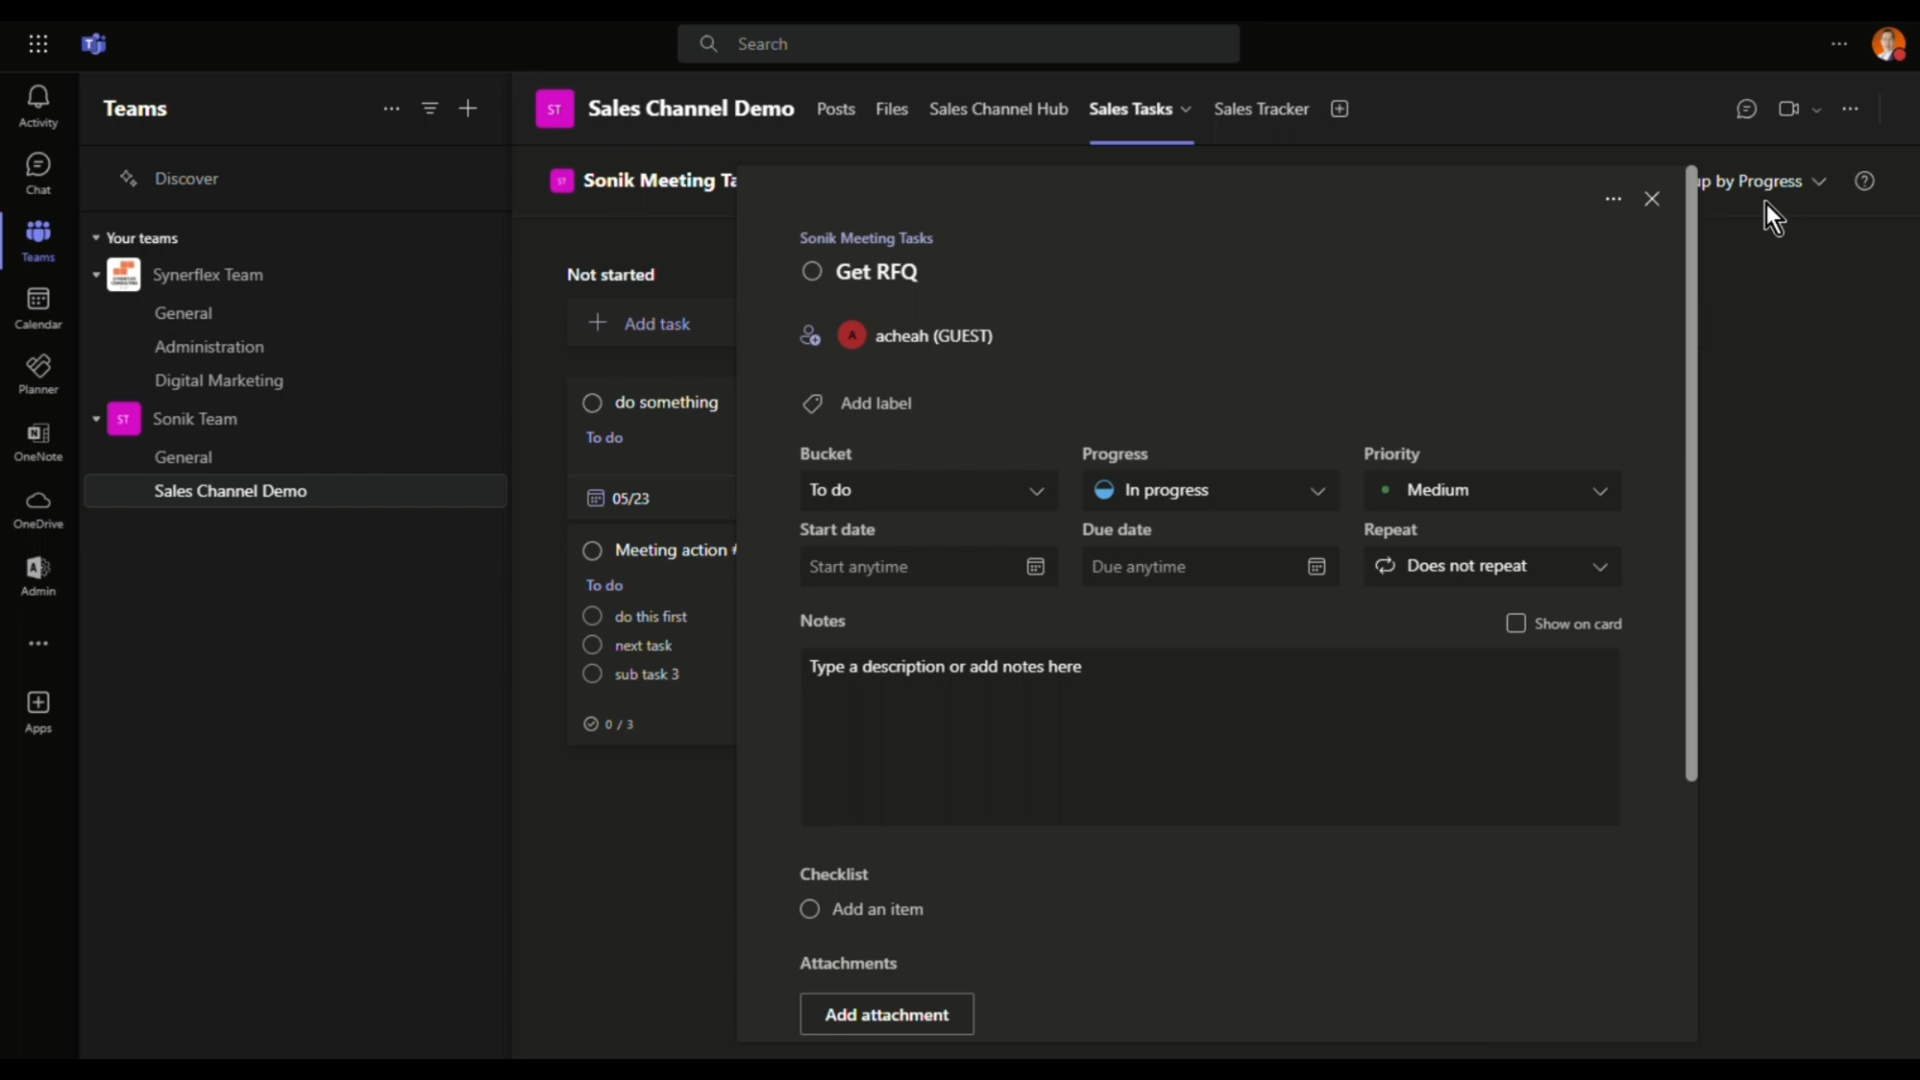 Search
Activity
Chat
Teams
Calendar
Planner
OneNote
OneDrive
Admin
Apps
Teams
Discover
Your teams
Synerflex Team
General
Administration
Digital Marketing
ST Sonik Team
General
Sales Channel Demo
ST Sales Channel Demo Posts Files Sales Channel Hub Sales Tasks Sales Tracker
ST Sonik Meeting Ta
up by Progress
Not started
Add task
do something
To do
05/23
Meeting action #
To do
do this first
next task
sub task 3
0 / 3
Sonik Meeting Tasks
Get RFQ
A acheah (GUEST)
Add label
Bucket Progress Priority
To do In progress Medium
Start date Due date Repeat
Start anytime Due anytime Does not repeat
Notes Show on card
Type a description or add notes here
Checklist
Add an item
Attachments
Add attachment